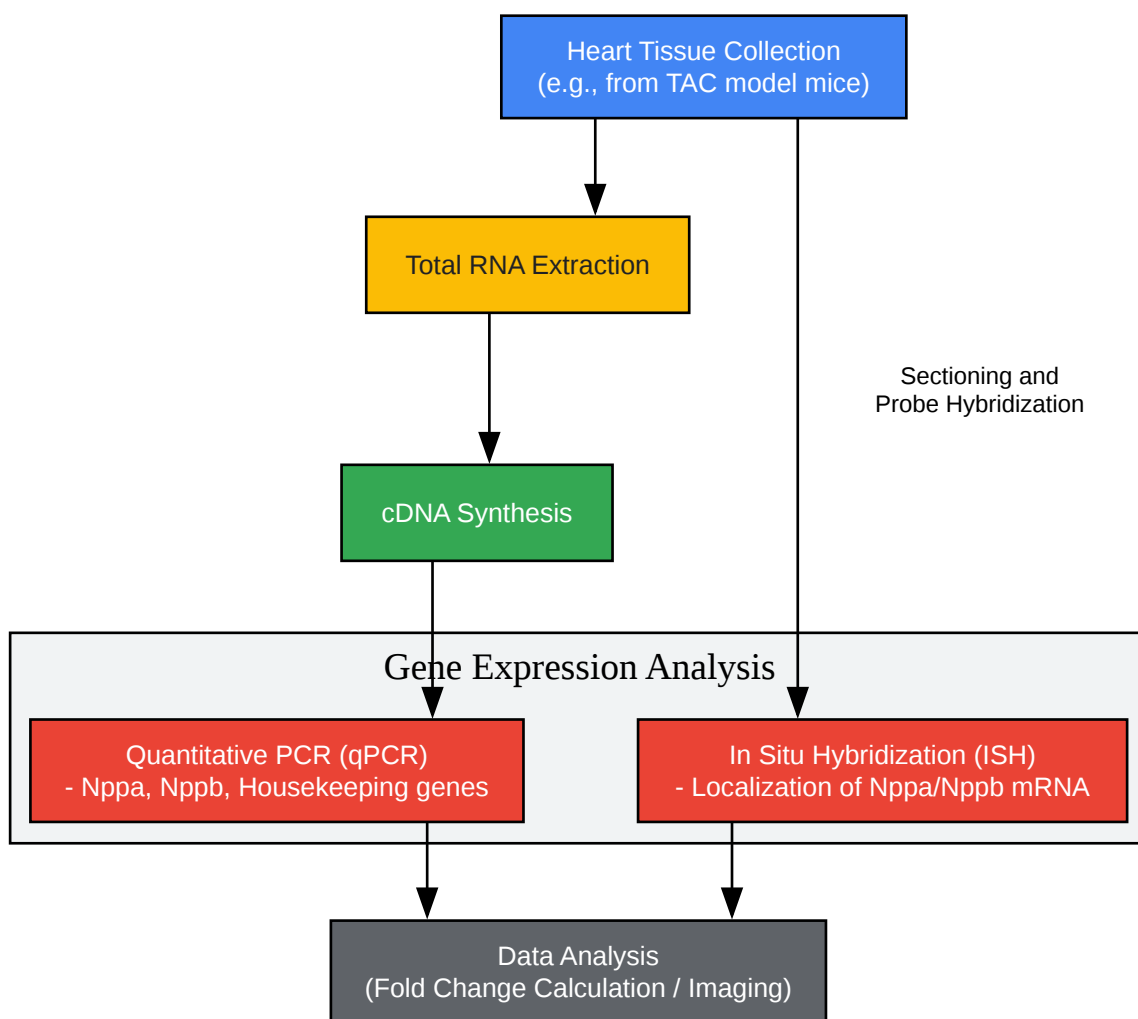 Heart Tissue Collection
(e.g., from TAC model mice)
Total RNA Extraction
Sectioning and
Probe Hybridization
cDNA Synthesis
Gene Expression Analysis
Quantitative PCR (qPCR)
- Nppa, Nppb, Housekeeping genes
In Situ Hybridization (ISH)
- Localization of Nppa/Nppb mRNA
Data Analysis
(Fold Change Calculation / Imaging)